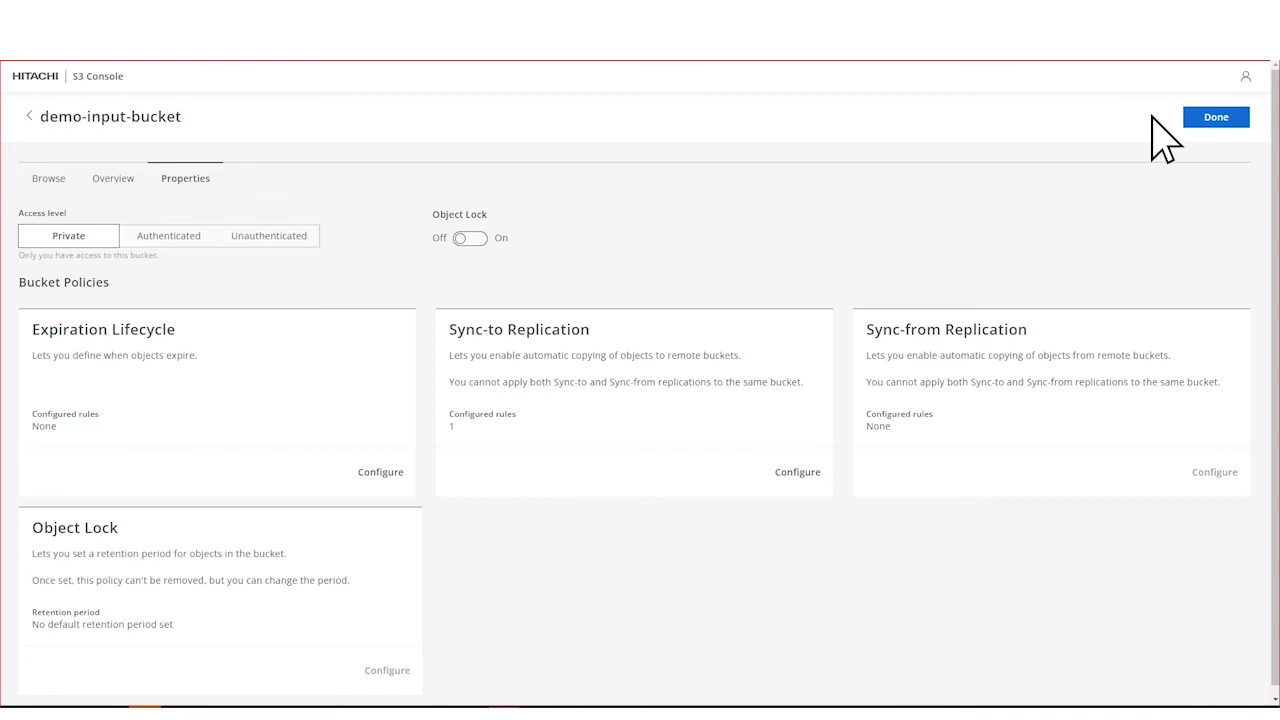 HITACHI S3 Console
demo-input-bucket
Done
Browse Overview Properties
Access level
Private Authenticated Unauthenticated
Only you have access to this bucket.
Object Lock
Off On
Bucket Policies
Expiration Lifecycle
Lets you define when objects expire.
Configured rules
None
Configure
Sync-to Replication
Lets you enable automatic copying of objects to remote buckets.
You cannot apply both Sync-to and Sync-from replications to the same bucket.
Configured rules
1
Configure
Sync-from Replication
Lets you enable automatic copying of objects from remote buckets.
You cannot apply both Sync-to and Sync-from replications to the same bucket.
Configured rules
None
Configure
Object Lock
Lets you set a retention period for objects in the bucket.
Once set, this policy can't be removed, but you can change the period.
Retention period
No default retention period set
Configure